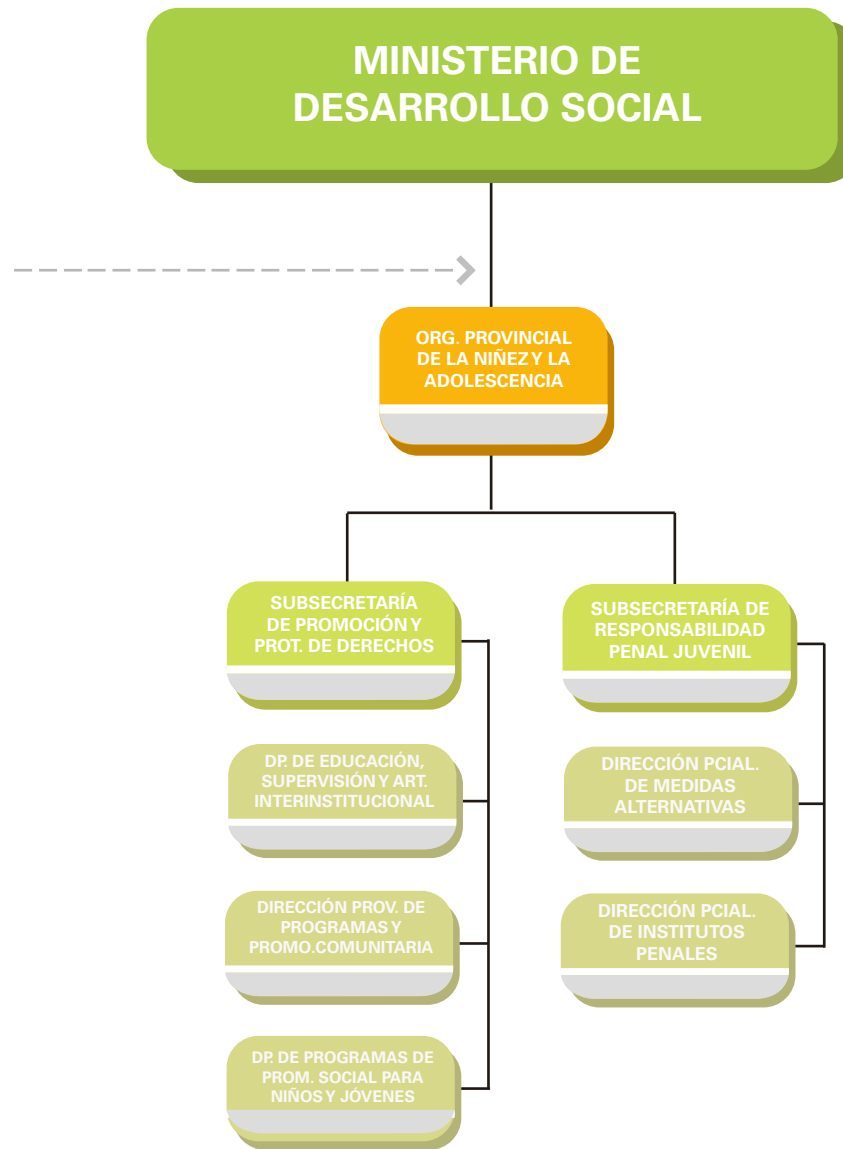 MINISTERIO DE
DESARROLLO SOCIAL
ORG. PROVINCIAL
DE LA NIÑEZ Y LA
ADOLESCENCIA
SUBSECRETARÍA
DE PROMOCIÓN Y
PROT. DE DERECHOS
DP. DE EDUCACIÓN,
SUPERVISIÓN Y ART.
INTERINSTITUCIONAL
DIRECCIÓN PROV. DE
PROGRAMAS Y
PROMO.COMUNITARIA
DP. DE PROGRAMAS DE
PROM. SOCIAL PARA
NIÑOS Y JÓVENES
SUBSECRETARÍA DE
RESPONSABILIDAD
PENAL JUVENIL
DIRECCIÓN PCIAL.
DE MEDIDAS
ALTERNATIVAS
DIRECCIÓN PCIAL.
DE INSTITUTOS
PENALES